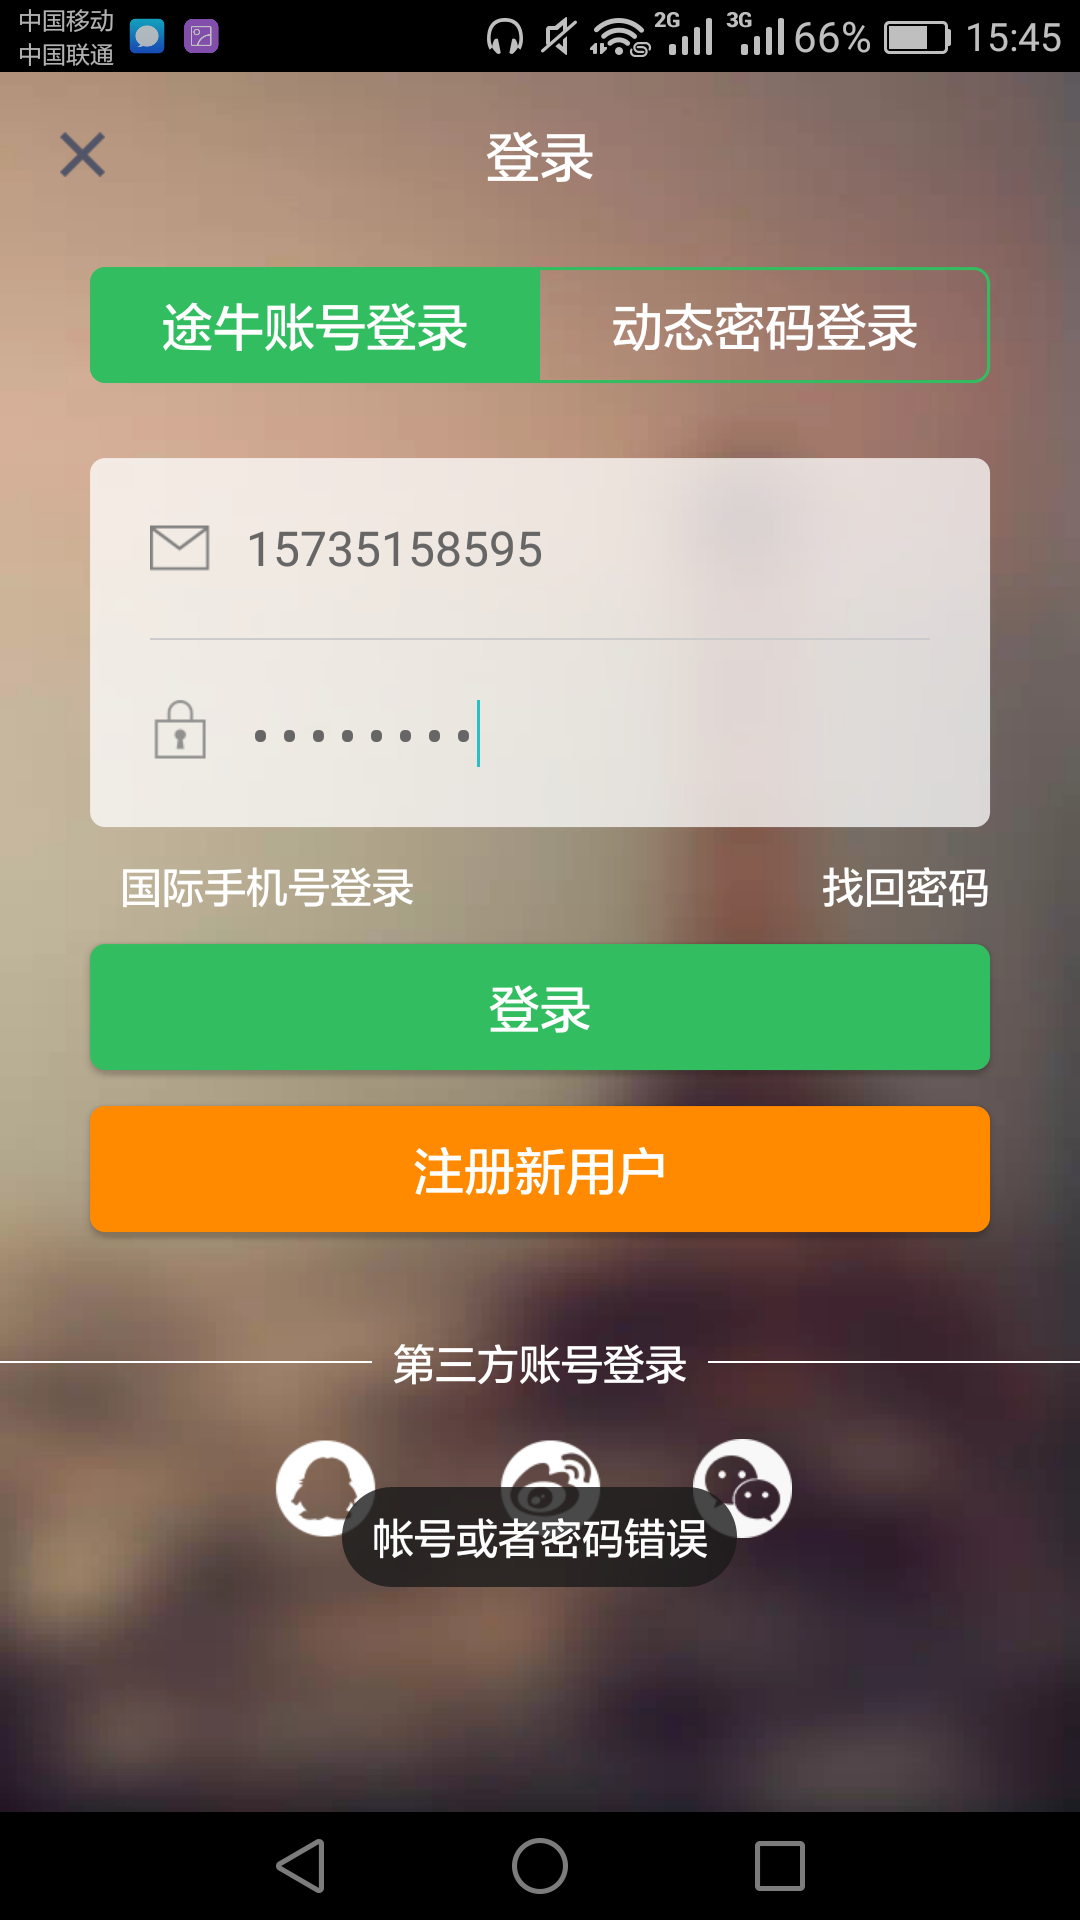 中国移动
中国联通
2G 3G 66% 15:45
登录
途牛账号登录 动态密码登录
15735158595
国际手机号登录 找回密码
登录
注册新用户
第三方账号登录
帐号或者密码错误